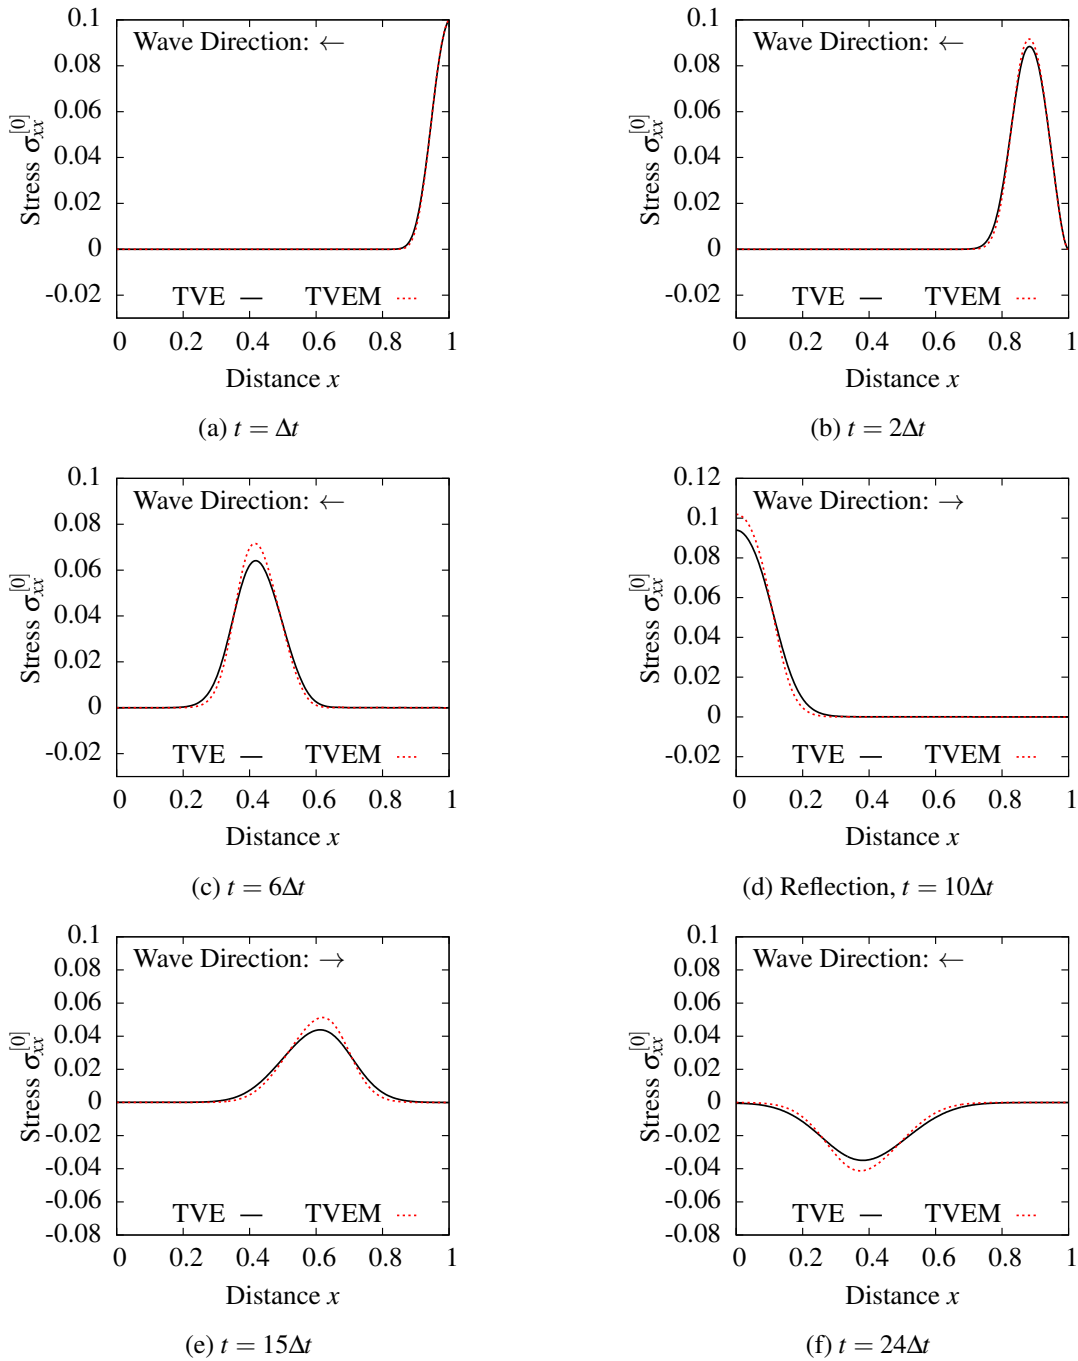 0.1
0.08
0.06
0.04
0.02
0
-0.02
Stress σ_xx^[0]
Wave Direction: ←
TVE
TVEM
0 0.2 0.4 0.6 0.8 1
Distance x
(a) t = Δt
0.1
0.08
0.06
0.04
0.02
0
-0.02
Stress σ_xx^[0]
Wave Direction: ←
TVE
TVEM
0 0.2 0.4 0.6 0.8 1
Distance x
(b) t = 2Δt
0.1
0.08
0.06
0.04
0.02
0
-0.02
Stress σ_xx^[0]
Wave Direction: ←
TVE
TVEM
0 0.2 0.4 0.6 0.8 1
Distance x
(c) t = 6Δt
0.12
0.1
0.08
0.06
0.04
0.02
0
-0.02
Stress σ_xx^[0]
Wave Direction: →
TVE
TVEM
0 0.2 0.4 0.6 0.8 1
Distance x
(d) Reflection, t = 10Δt
0.1
0.08
0.06
0.04
0.02
0
-0.02
-0.04
-0.06
-0.08
Stress σ_xx^[0]
Wave Direction: →
TVE
TVEM
0 0.2 0.4 0.6 0.8 1
Distance x
(e) t = 15Δt
0.1
0.08
0.06
0.04
0.02
0
-0.02
-0.04
-0.06
-0.08
Stress σ_xx^[0]
Wave Direction: ←
TVE
TVEM
0 0.2 0.4 0.6 0.8 1
Distance x
(f) t = 24Δt